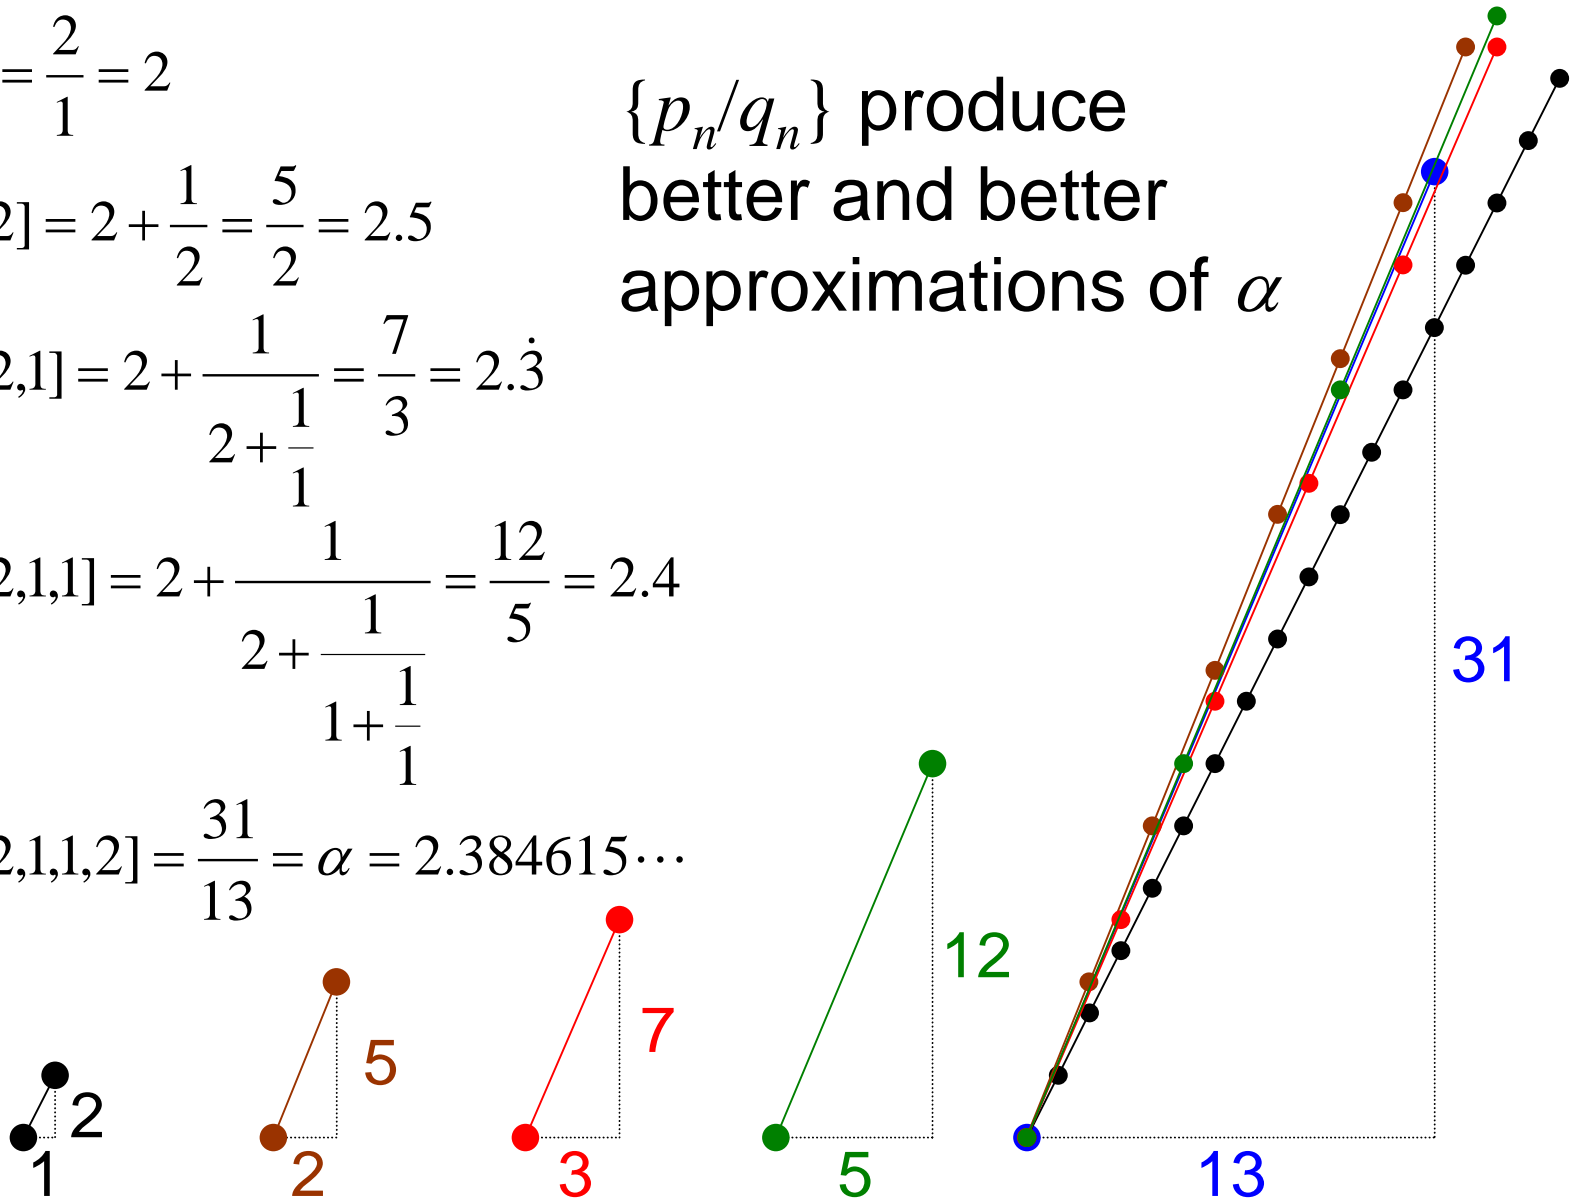 = 2/1 = 2
{pₙ/qₙ} produce
better and better
approximations of α
2] = 2 + 1/2 = 5/2 = 2.5
2,1] = 2 + 1/(2 + 1/1) = 7/3 = 2.3̇
2,1,1] = 2 + 1/(2 + 1/(1 + 1/1)) = 12/5 = 2.4
2,1,1,2] = 31/13 = α = 2.384615⋯
2
1
5
2
7
3
12
5
31
13